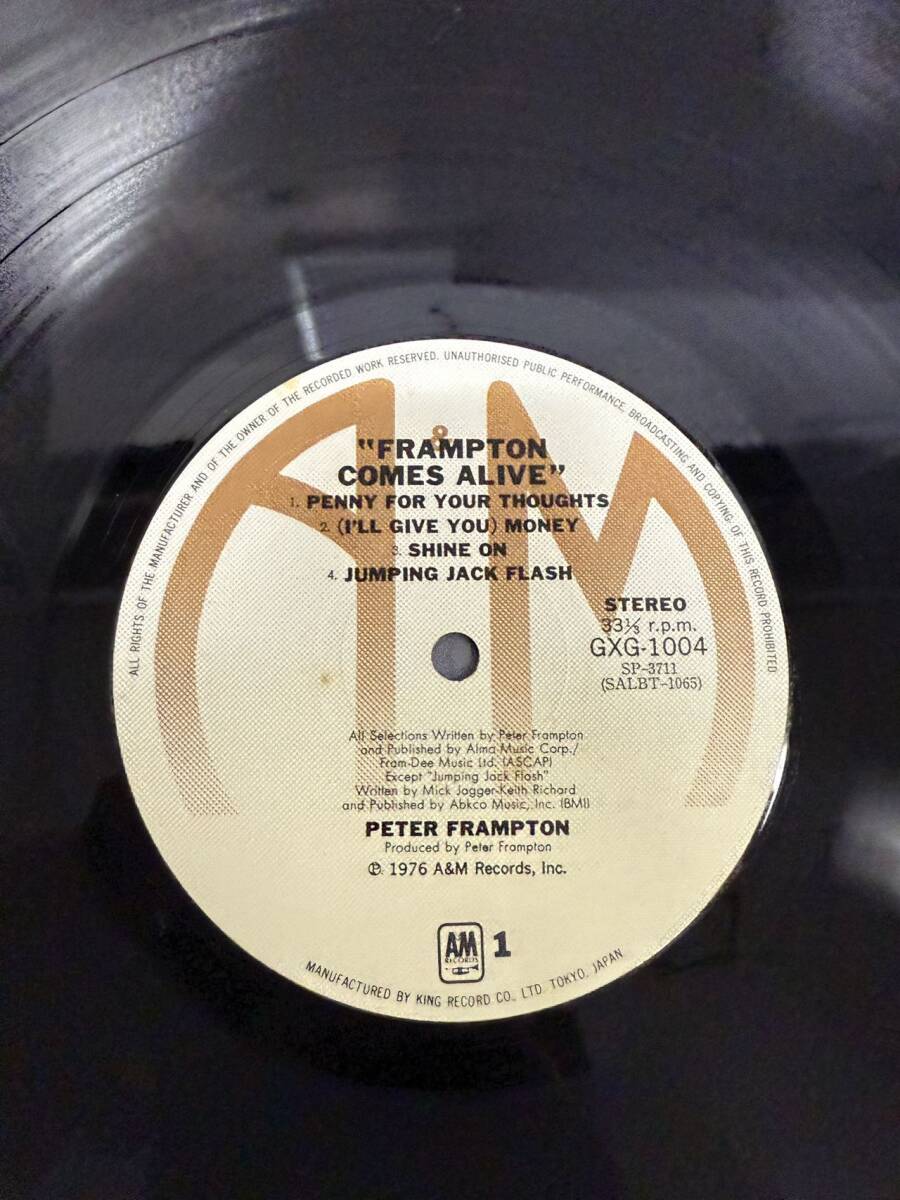 ALL RIGHTS OF THE MANUFACTURER AND OF THE OWNER OF THE RECORDED WORK RESERVED. UNAUTHORISED PUBLIC PERFORMANCE, BROADCASTING AND COPYING OF THIS RECORD PROHIBITED
&
"FRAMPTON
COMES ALIVE"
1. PENNY FOR YOUR THOUGHTS
2. (I'LL GIVE YOU) MONEY
3. SHINE ON
4. JUMPING JACK FLASH
STEREO
33⅓ r.p.m.
GXG-1004
SP-3711
(SALBT-1065)
All Selections Written by Peter Frampton
and Published by Alma Music Corp./
Fram-Dee Music Ltd. (ASCAP)
Except "Jumping Jack Flash"
Written by Mick Jagger-Keith Richard
and Published by Abkco Music, Inc. (BMI)
PETER FRAMPTON
Produced by Peter Frampton
℗ 1976 A&M Records, Inc.
A&M
RECORDS
1
MANUFACTURED BY KING RECORD CO., LTD. TOKYO, JAPAN